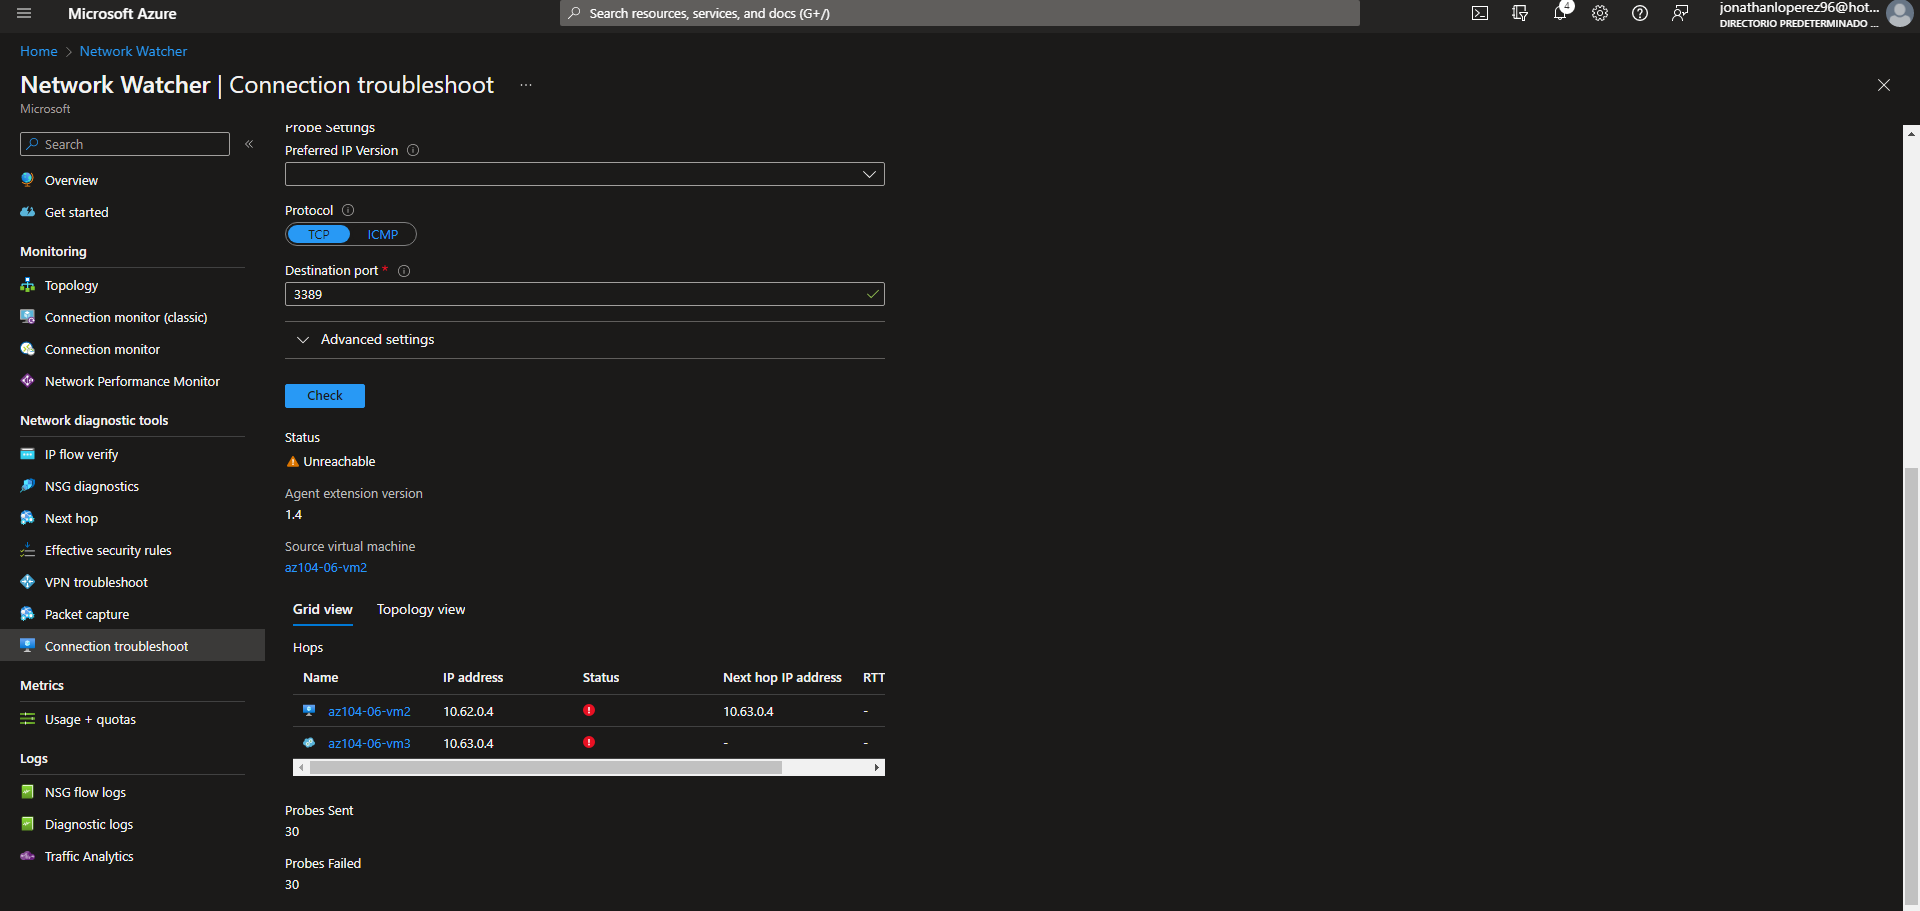 Microsoft Azure
Search resources, services, and docs (G+/)
4
jonathanloperez96@hot...
DIRECTORIO PREDETERMINADO ...
Home > Network Watcher
Network Watcher | Connection troubleshoot ...
Microsoft
Search
«
Overview
Get started
Monitoring
Topology
Connection monitor (classic)
Connection monitor
Network Performance Monitor
Network diagnostic tools
IP flow verify
NSG diagnostics
Next hop
Effective security rules
VPN troubleshoot
Packet capture
Connection troubleshoot
Metrics
Usage + quotas
Logs
NSG flow logs
Diagnostic logs
Traffic Analytics
Probe Settings
Preferred IP Version
Protocol
TCP ICMP
Destination port *
3389
Advanced settings
Check
Status
Unreachable
Agent extension version
1.4
Source virtual machine
az104-06-vm2
Grid view Topology view
Hops
Name IP address Status Next hop IP address RTT
az104-06-vm2 10.62.0.4 10.63.0.4 -
az104-06-vm3 10.63.0.4 - -
Probes Sent
30
Probes Failed
30